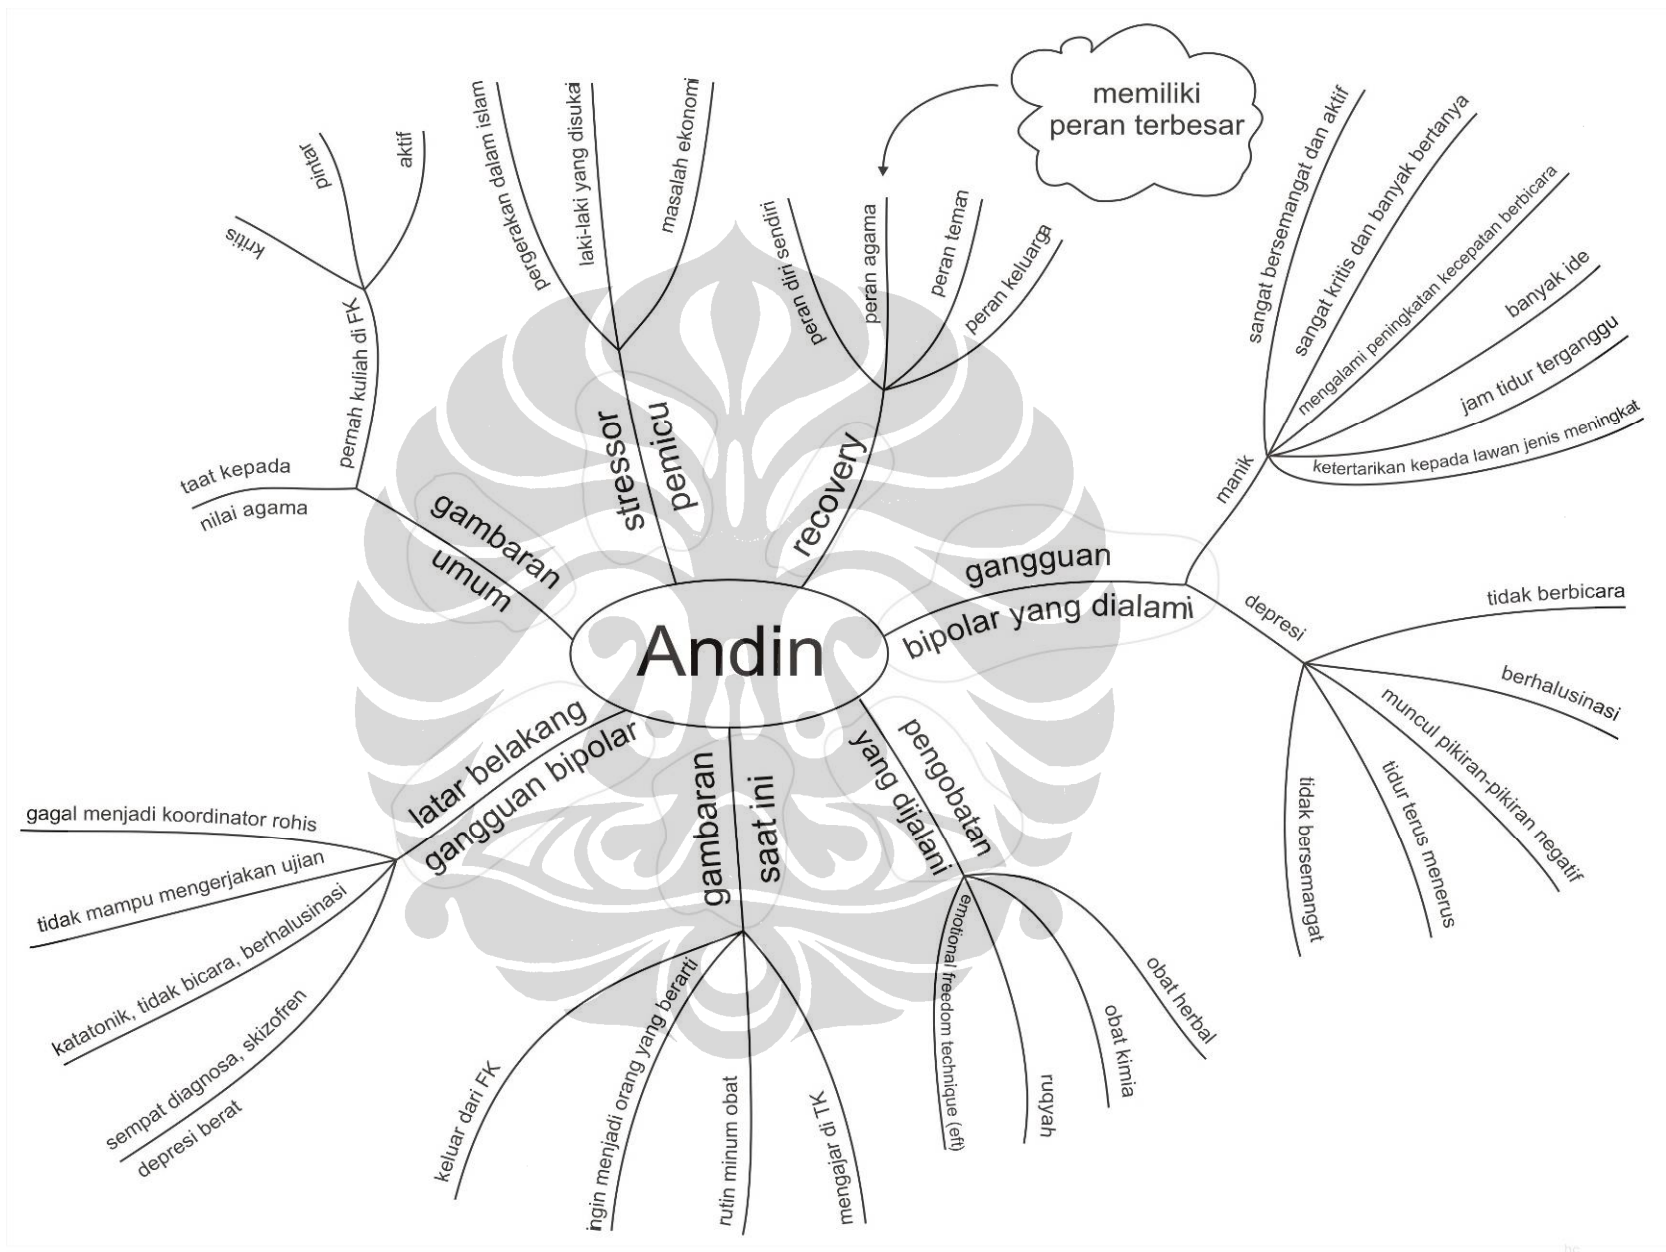 memiliki
peran terbesar
Andin
gambaran
umum
taat kepada
nilai agama
pernah kuliah di FK
kritis
pintar
aktif
stressor
pemicu
pergerakan dalam islam
laki-laki yang disukai
masalah ekonomi
recovery
peran diri sendiri
peran agama
peran teman
peran keluarga
gangguan
bipolar yang dialami
manik
sangat bersemangat dan aktif
sangat kritis dan banyak bertanya
mengalami peningkatan kecepatan berbicara
banyak ide
jam tidur terganggu
ketertarikan kepada lawan jenis meningkat
depresi
tidak berbicara
berhalusinasi
muncul pikiran-pikiran negatif
tidur terus menerus
tidak bersemangat
pengobatan
yang dijalani
obat herbal
obat kimia
ruqyah
emotional freedom technique (eft)
gambaran
saat ini
keluar dari FK
ingin menjadi orang yang berarti
rutin minum obat
mengajar di TK
latar belakang
gangguan bipolar
gagal menjadi koordinator rohis
tidak mampu mengerjakan ujian
katatonik, tidak bicara, berhalusinasi
sempat diagnosa, skizofren
depresi berat